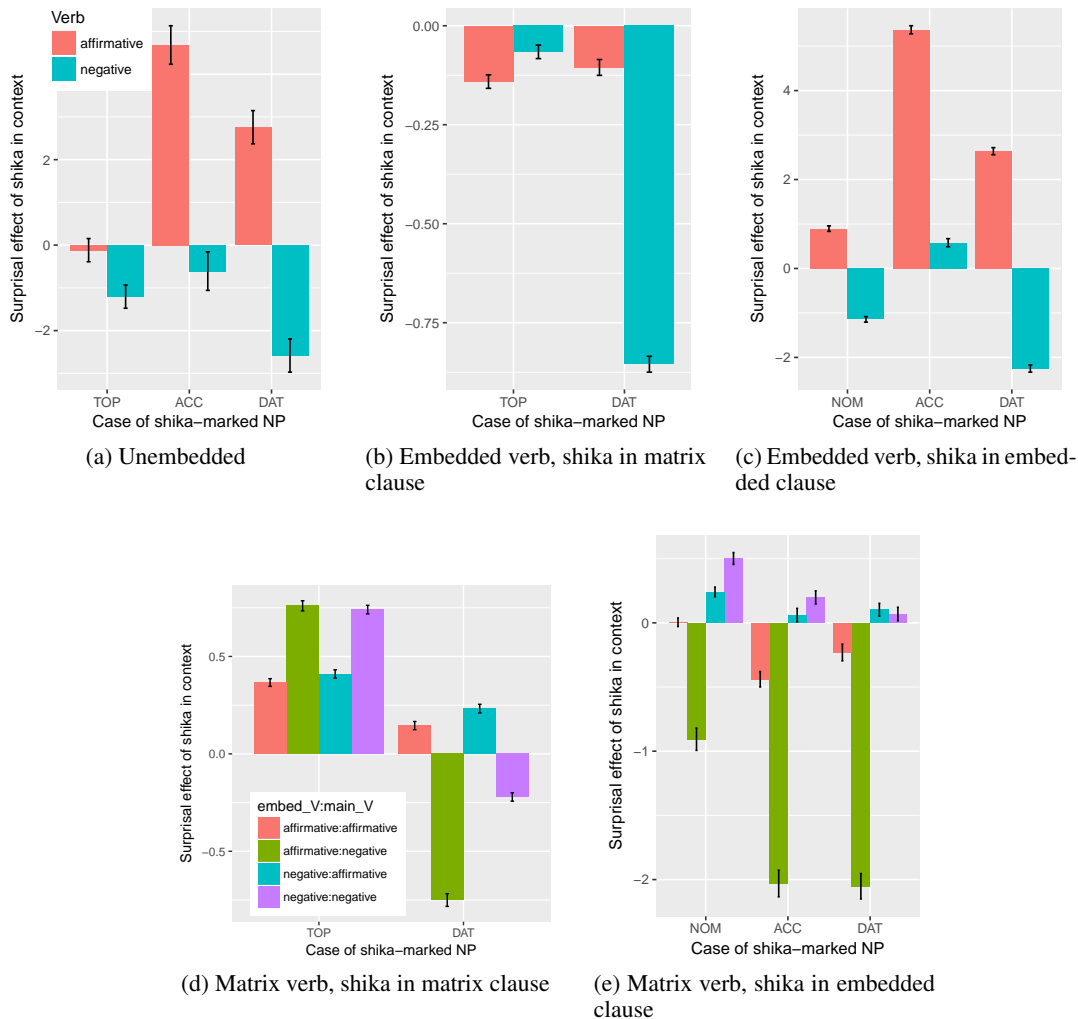 Verb
affirmative
negative
Surprisal effect of shika in context
2
0
−2
TOP
ACC
DAT
Case of shika−marked NP
(a) Unembedded
Surprisal effect of shika in context
0.00
−0.25
−0.50
−0.75
TOP
DAT
Case of shika−marked NP
(b) Embedded verb, shika in matrix
clause
Surprisal effect of shika in context
4
2
0
−2
NOM
ACC
DAT
Case of shika−marked NP
(c) Embedded verb, shika in embed-
ded clause
Surprisal effect of shika in context
0.5
0.0
−0.5
embed_V:main_V
affirmative:affirmative
affirmative:negative
negative:affirmative
negative:negative
TOP
DAT
Case of shika−marked NP
(d) Matrix verb, shika in matrix clause
Surprisal effect of shika in context
0
−1
−2
NOM
ACC
DAT
Case of shika−marked NP
(e) Matrix verb, shika in embedded
clause